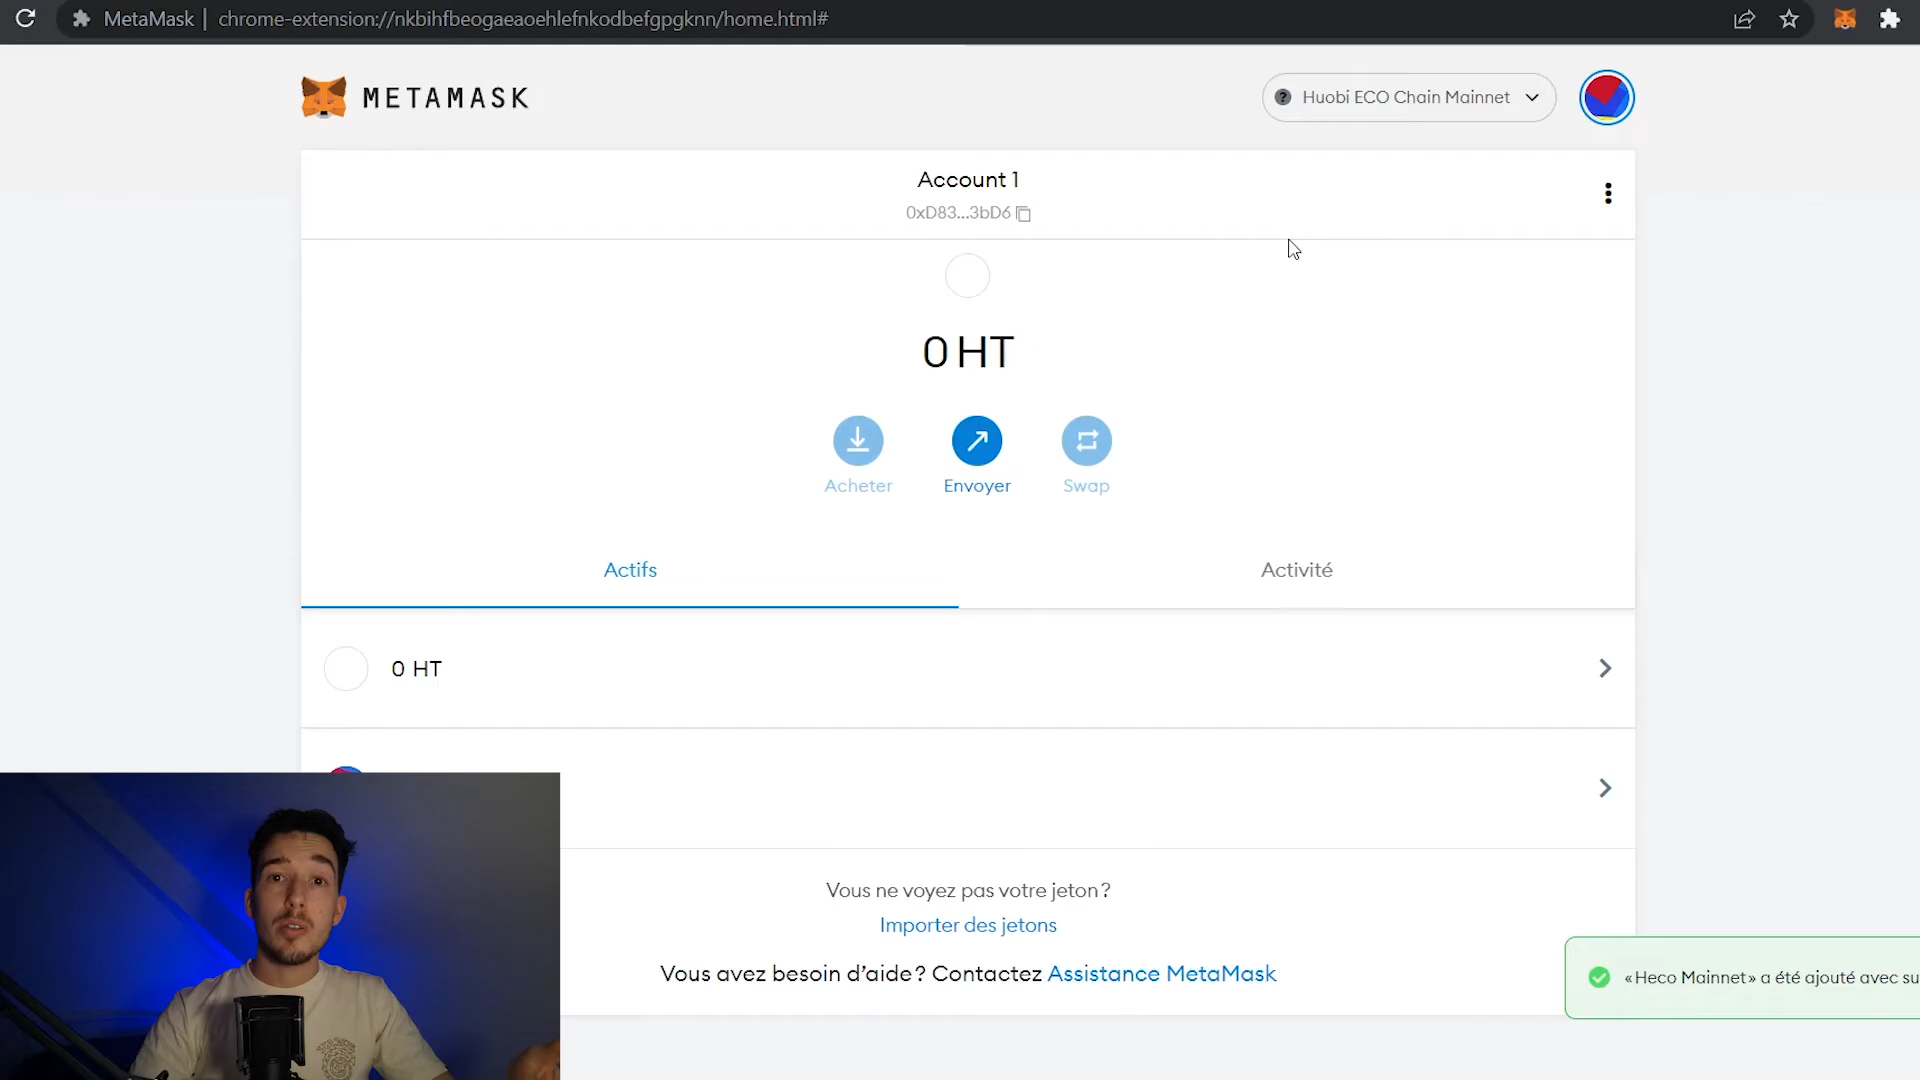 MetaMask | chrome-extension://nkbihfbeogaeaoehlefnkodbefgpgknn/home.html#
METAMASK
Huobi ECO Chain Mainnet
Account 1
0xD83...3bD6
0 HT
Acheter
Envoyer
Swap
Actifs
Activité
0 HT
Vous ne voyez pas votre jeton ?
Importer des jetons
Vous avez besoin d’aide ? Contactez Assistance MetaMask
« Heco Mainnet » a été ajouté avec su